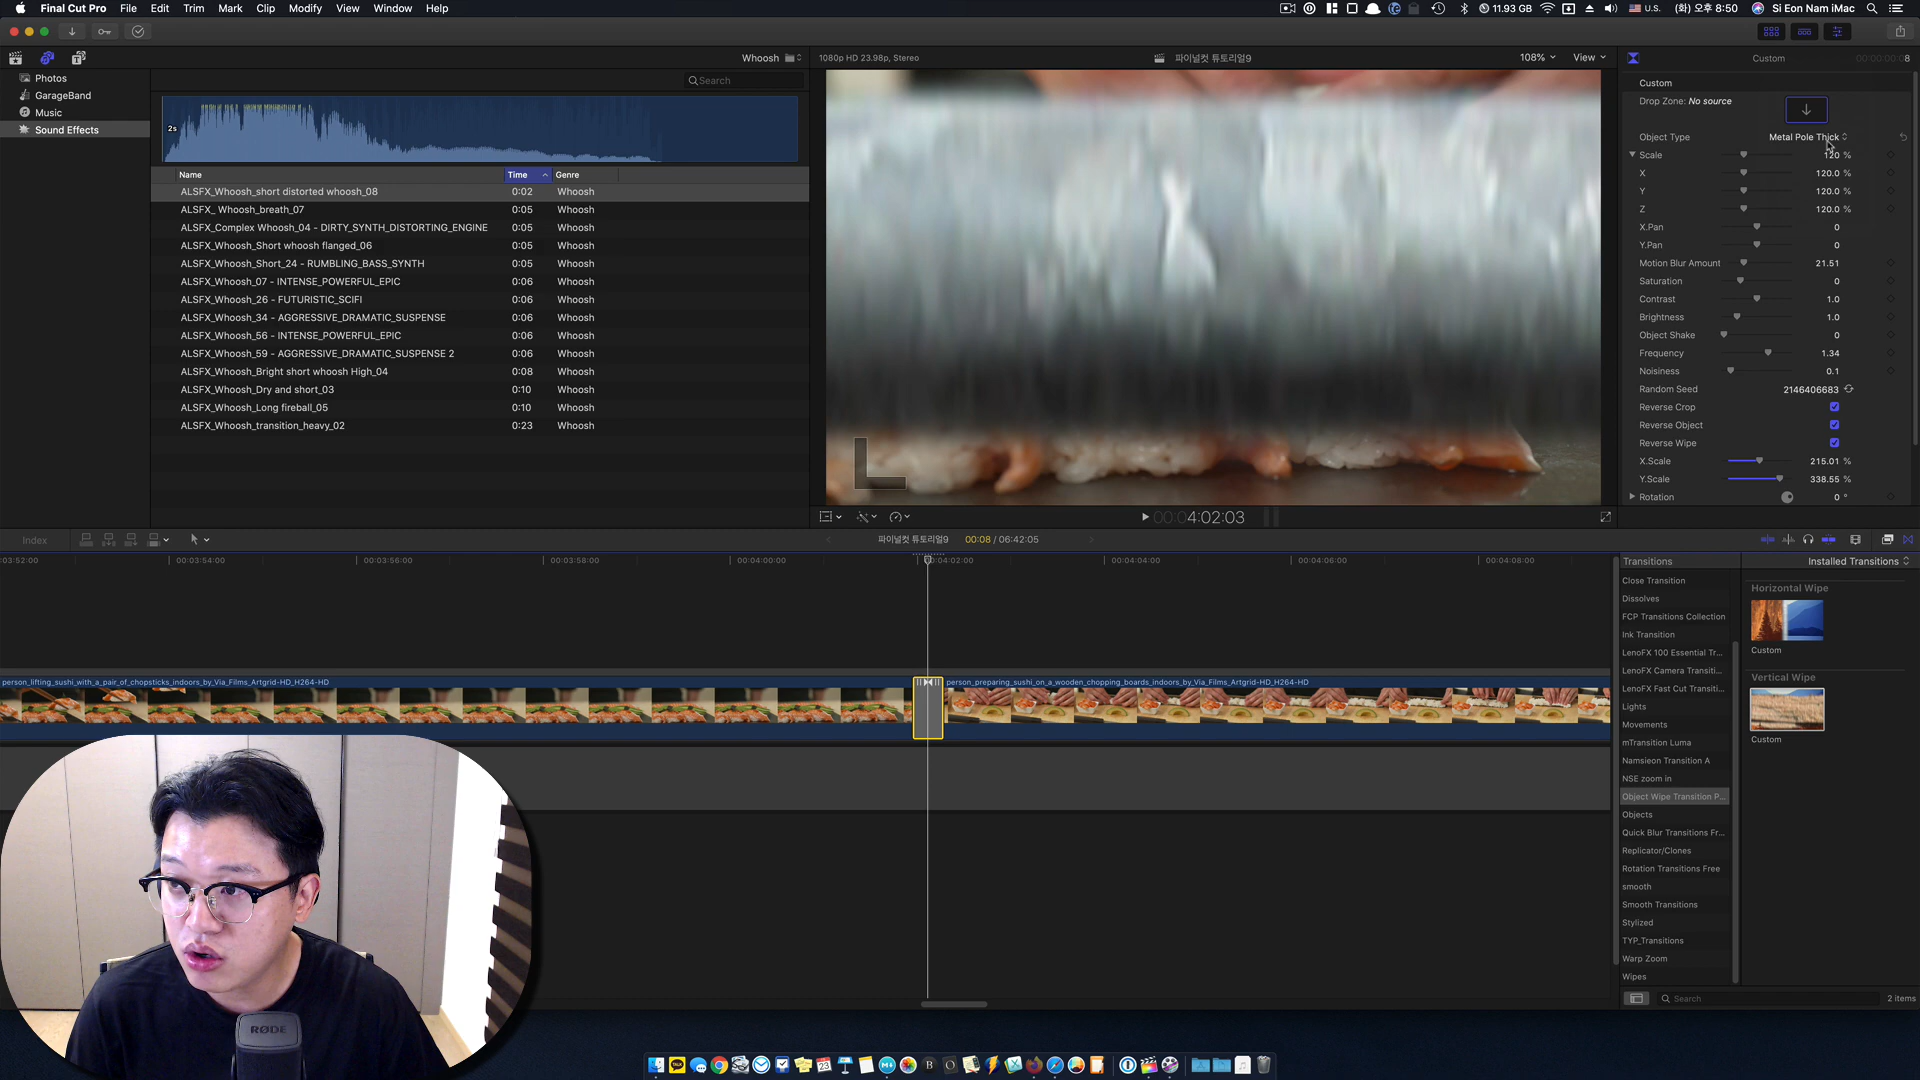 Final Cut Pro File Edit Trim Mark Clip Modify View Window Help
11.93 GB U.S. (화) 오후 8:50 Si Eon Nam iMac
Whoosh
1080p HD 23.98p, Stereo
파이널컷 튜토리얼9
108% View
Custom
8
Photos
GarageBand
Music
Sound Effects
Search
2s
Name Time Genre
ALSFX_Whoosh_short distorted whoosh_08 0:02 Whoosh
ALSFX_ Whoosh_breath_07 0:05 Whoosh
ALSFX_Complex Whoosh_04 - DIRTY_SYNTH_DISTORTING_ENGINE 0:05 Whoosh
ALSFX_Whoosh_Short whoosh flanged_06 0:05 Whoosh
ALSFX_Whoosh_Short_24 - RUMBLING_BASS_SYNTH 0:05 Whoosh
ALSFX_Whoosh_07 - INTENSE_POWERFUL_EPIC 0:06 Whoosh
ALSFX_Whoosh_26 - FUTURISTIC_SCIFI 0:06 Whoosh
ALSFX_Whoosh_34 - AGGRESSIVE_DRAMATIC_SUSPENSE 0:06 Whoosh
ALSFX_Whoosh_56 - INTENSE_POWERFUL_EPIC 0:06 Whoosh
ALSFX_Whoosh_59 - AGGRESSIVE_DRAMATIC_SUSPENSE 2 0:06 Whoosh
ALSFX_Whoosh_Bright short whoosh High_04 0:08 Whoosh
ALSFX_Whoosh_Dry and short_03 0:10 Whoosh
ALSFX_Whoosh_Long fireball_05 0:10 Whoosh
ALSFX_Whoosh_transition_heavy_02 0:23 Whoosh
00:04:02:03
Custom
Drop Zone: No source
Object Type Metal Pole Thick
Scale 120 %
X 120.0 %
Y 120.0 %
Z 120.0 %
X.Pan 0
Y.Pan 0
Motion Blur Amount 21.51
Saturation 0
Contrast 1.0
Brightness 1.0
Object Shake 0
Frequency 1.34
Noisiness 0.1
Random Seed 2146406683
Reverse Crop
Reverse Object
Reverse Wipe
X.Scale 215.01 %
Y.Scale 338.55 %
Rotation 0 °
Index
파이널컷 튜토리얼9 00:08 / 06:42:05
:03:52:00 00:03:54:00 00:03:56:00 00:03:58:00 00:04:00:00 04:02:00 00:04:04:00 00:04:06:00 00:04:08:00
person_lifting_sushi_with_a_pair_of_chopsticks_indoors_by_Via_Films_Artgrid-HD_H264-HD
person_preparing_sushi_on_a_wooden_chopping_boards_indoors_by_Via_Films_Artgrid-HD_H264-HD
Transitions
Installed Transitions
Close Transition
Dissolves
FCP Transitions Collection
Ink Transition
LenoFX 100 Essential Tr...
LenoFX Camera Transiti...
LenoFX Fast Cut Transiti...
Lights
Movements
mTransition Luma
Namsieon Transition A
NSE zoom in
Object Wipe Transition P...
Objects
Quick Blur Transitions Fr...
Replicator/Clones
Rotation Transitions Free
smooth
Smooth Transitions
Stylized
TYP_Transitions
Warp Zoom
Wipes
Horizontal Wipe
Custom
Vertical Wipe
Custom
Search
2 items
RØDE
TALK
23